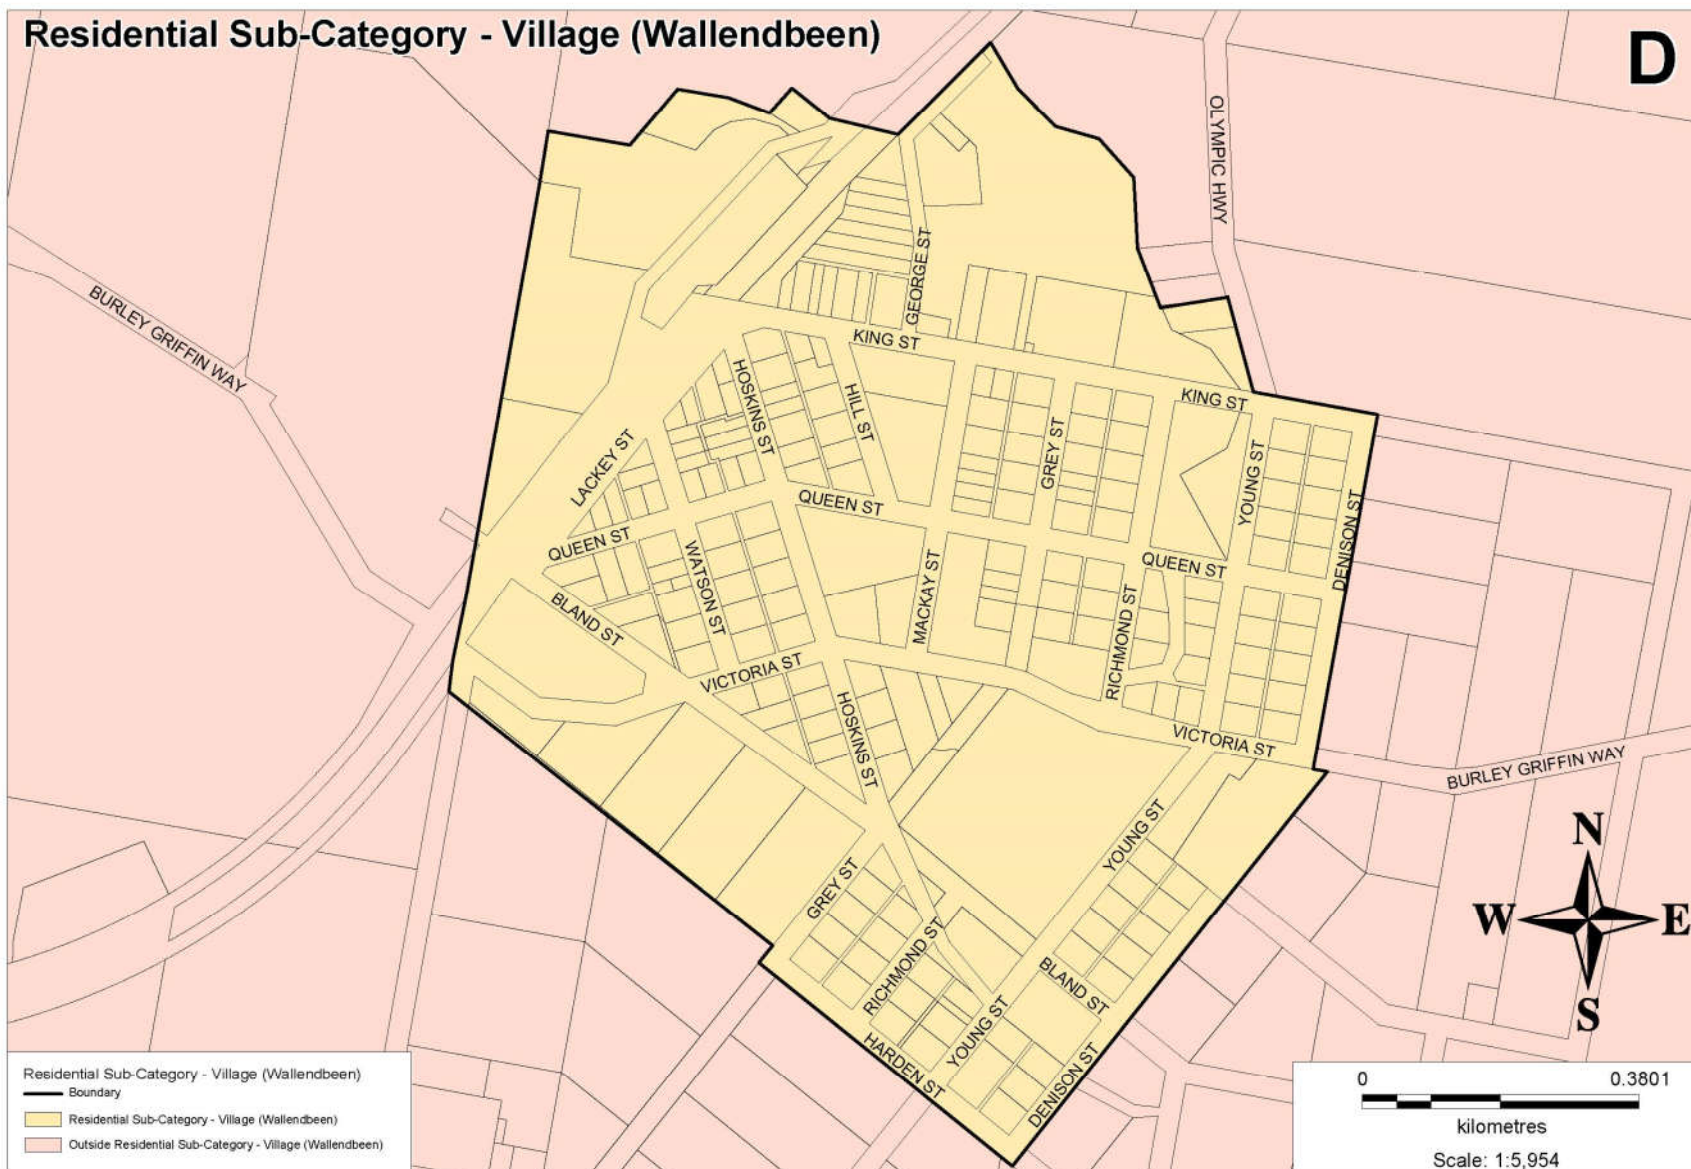 Residential Sub-Category - Village (Wallendbeen)
D
OLYMPIC HWY
BURLEY GRIFFIN WAY
GEORGE ST
KING ST
HOSKINS ST
HILL ST
KING ST
GREY ST
YOUNG ST
LACKEY ST
QUEEN ST
DENISON ST
QUEEN ST
WATSON ST
MACKAY ST
QUEEN ST
BLAND ST
RICHMOND ST
VICTORIA ST
HOSKINS ST
VICTORIA ST
BURLEY GRIFFIN WAY
YOUNG ST
GREY ST
RICHMOND ST
BLAND ST
YOUNG ST
HARDEN ST
DENISON ST
N
W E
S
Residential Sub-Category - Village (Wallendbeen)
Boundary
Residential Sub-Category - Village (Wallendbeen)
Outside Residential Sub-Category - Village (Wallendbeen)
0 0.3801
kilometres
Scale: 1:5,954